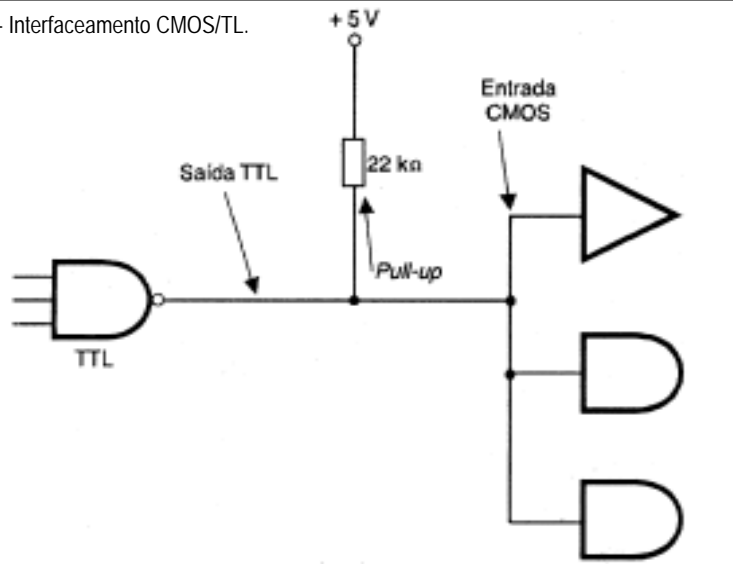 - Interfaceamento CMOS/TL.
+ 5 V
Entrada
CMOS
22 kΩ
Saída TTL
Pull-up
TTL